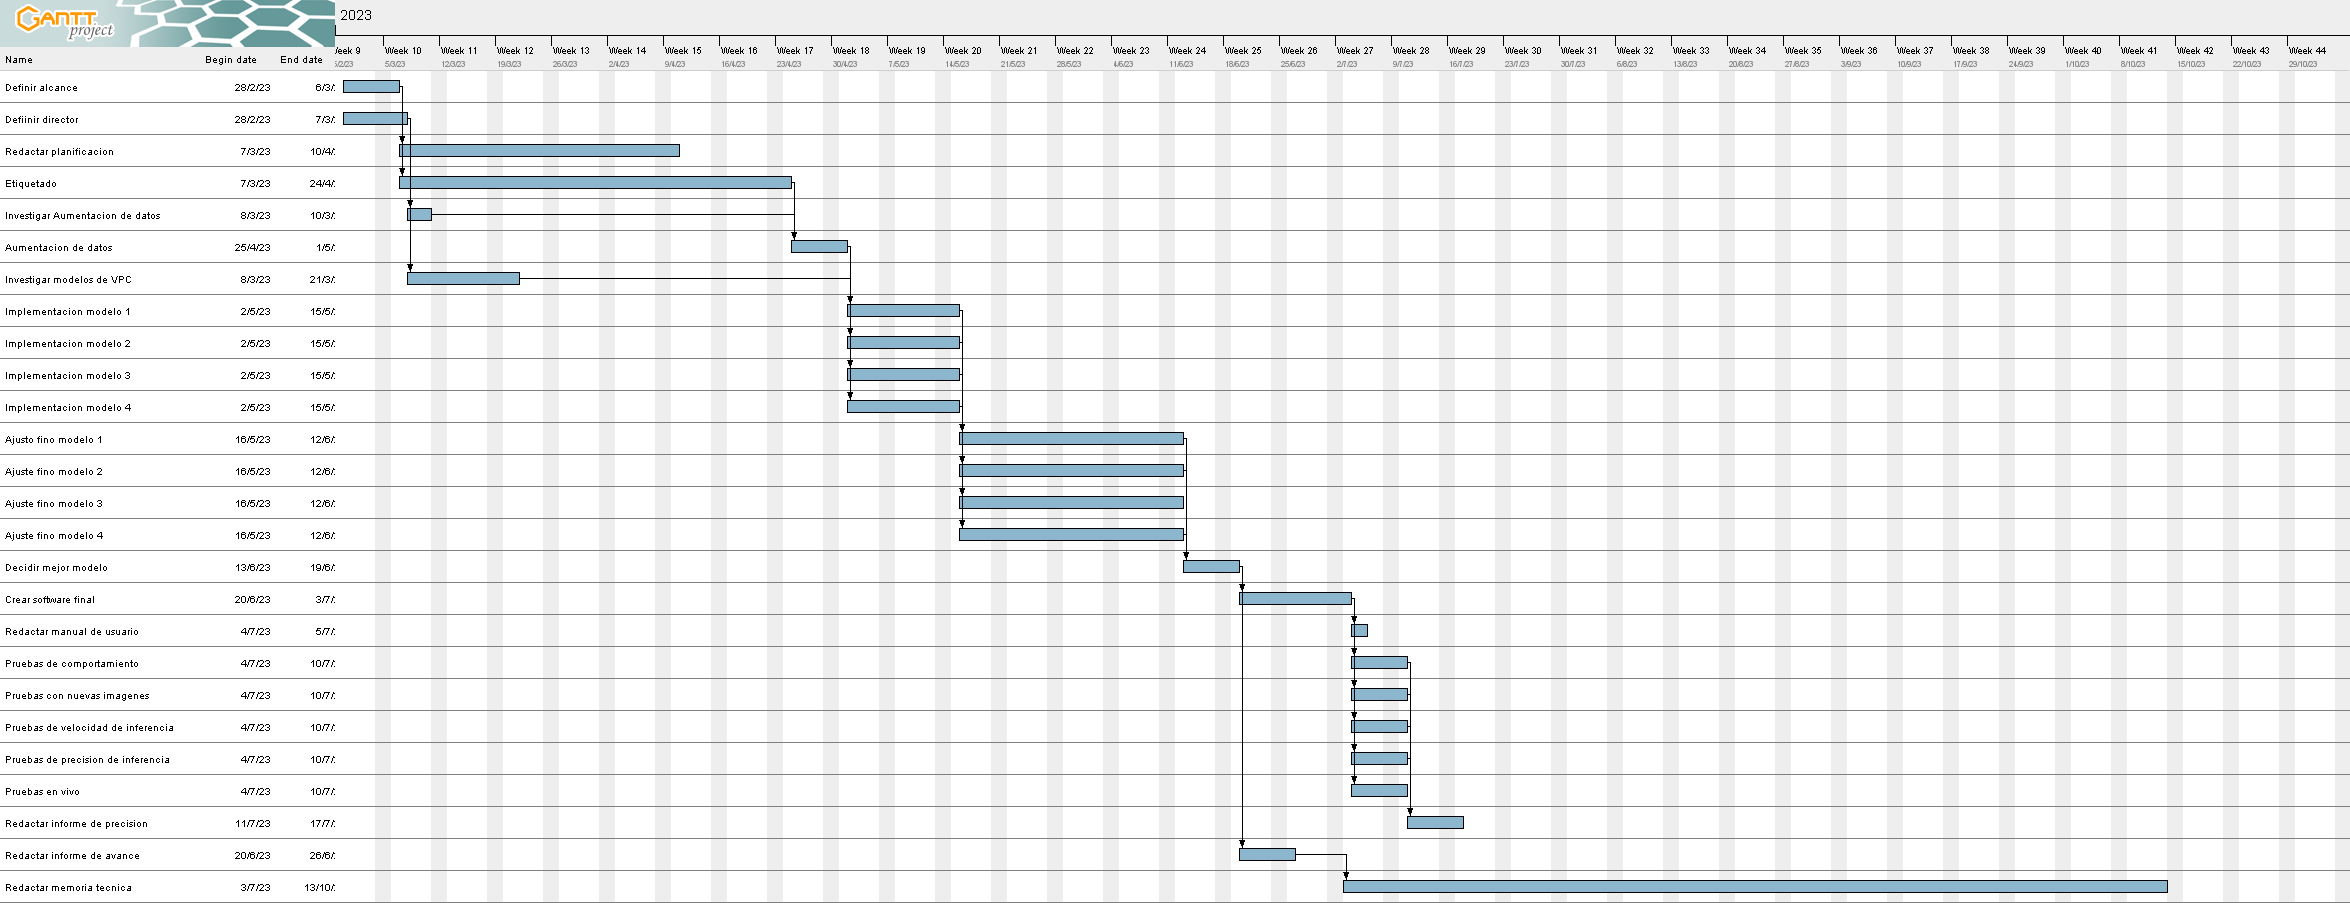 GANTT
project
2023
Week 9 Week 10 Week 11 Week 12 Week 13 Week 14 Week 15 Week 16 Week 17 Week 18 Week 19 Week 20 Week 21 Week 22 Week 23 Week 24 Week 25 Week 26 Week 27 Week 28 Week 29 Week 30 Week 31 Week 32 Week 33 Week 34 Week 35 Week 36 Week 37 Week 38 Week 39 Week 40 Week 41 Week 42 Week 43 Week 44
Name Begin date End date
5/3/23 12/3/23 19/3/23 26/3/23 2/4/23 9/4/23 16/4/23 23/4/23 30/4/23 7/5/23 14/5/23 21/5/23 28/5/23 4/6/23 11/6/23 18/6/23 25/6/23 2/7/23 9/7/23 16/7/23 23/7/23 30/7/23 6/8/23 13/8/23 20/8/23 27/8/23 3/9/23 10/9/23 17/9/23 24/9/23 1/10/23 8/10/23 15/10/23 22/10/23 29/10/23
Definir alcance 28/2/23 6/3/
Defiinir director 28/2/23 7/3/
Redactar planificacion 7/3/23 10/4/
Etiquetado 7/3/23 24/4/
Investigar Aumentacion de datos 8/3/23 10/3/
Aumentacion de datos 25/4/23 1/5/
Investigar modelos de VPC 8/3/23 21/3/
Implementacion modelo 1 2/5/23 15/5/
Implementacion modelo 2 2/5/23 15/5/
Implementacion modelo 3 2/5/23 15/5/
Implementacion modelo 4 2/5/23 15/5/
Ajusto fino modelo 1 16/5/23 12/6/
Ajuste fino modelo 2 16/5/23 12/6/
Ajuste fino modelo 3 16/5/23 12/6/
Ajuste fino modelo 4 16/5/23 12/6/
Decidir mejor modelo 13/6/23 19/6/
Crear software final 20/6/23 3/7/
Redactar manual de usuario 4/7/23 5/7/
Pruebas de comportamiento 4/7/23 10/7/
Pruebas con nuevas imagenes 4/7/23 10/7/
Pruebas de velocidad de inferencia 4/7/23 10/7/
Pruebas de precision de inferencia 4/7/23 10/7/
Pruebas en vivo 4/7/23 10/7/
Redactar informe de precision 11/7/23 17/7/
Redactar informe de avance 20/6/23 26/6/
Redactar memoria tecnica 3/7/23 13/10/